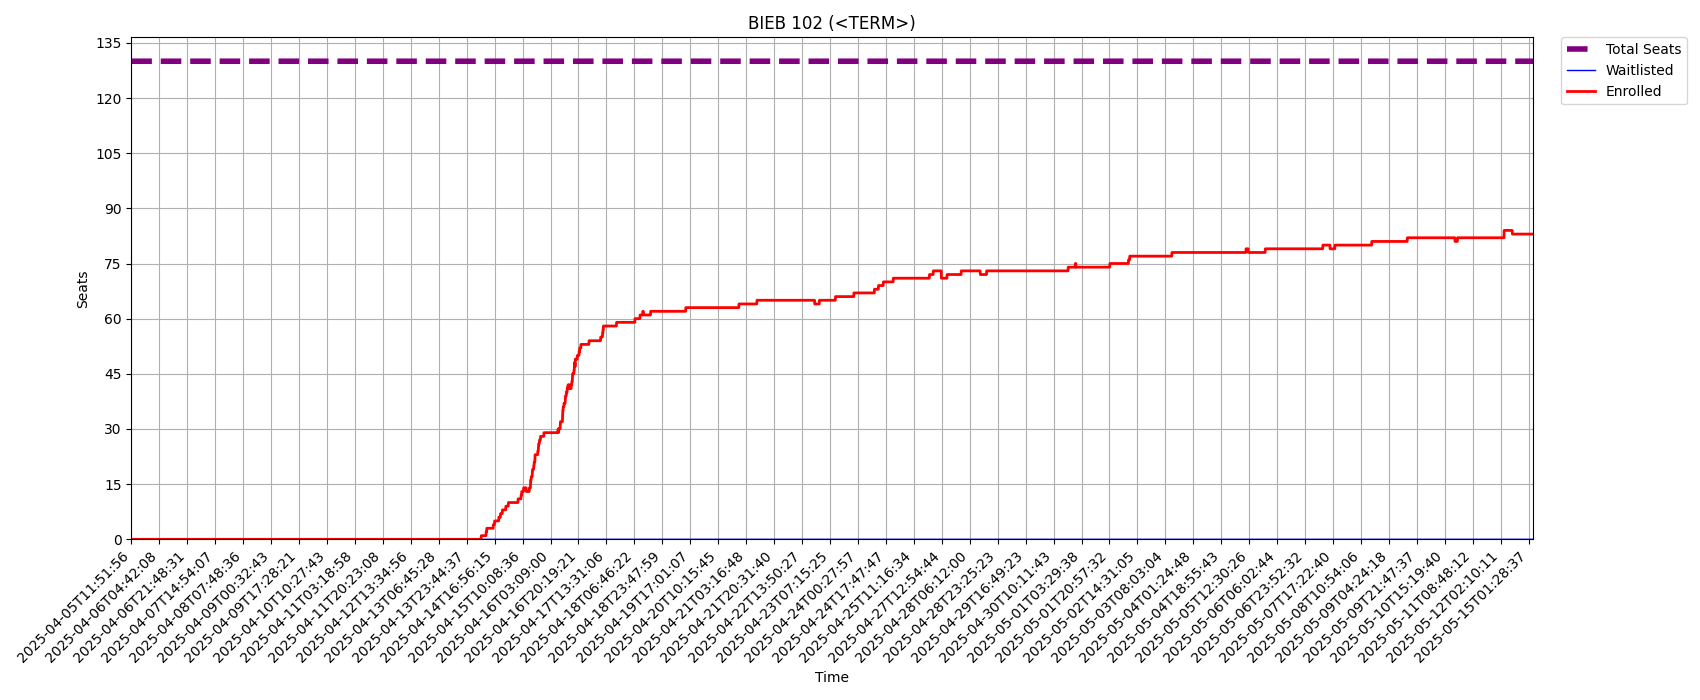 BIEB 102 (<TERM>)
Total Seats
Waitlisted
Enrolled
135
120
105
90
75
60
45
30
15
0
Seats
2025-04-05T11:51:56
2025-04-06T04:42:08
2025-04-06T21:48:31
2025-04-07T14:54:07
2025-04-08T07:48:36
2025-04-09T00:32:43
2025-04-09T17:28:21
2025-04-10T10:27:43
2025-04-11T03:18:58
2025-04-11T20:23:08
2025-04-12T13:34:56
2025-04-13T06:45:28
2025-04-13T23:44:37
2025-04-14T16:56:15
2025-04-15T10:08:36
2025-04-16T03:09:00
2025-04-16T20:19:21
2025-04-17T13:31:06
2025-04-18T06:46:22
2025-04-18T23:47:59
2025-04-19T17:01:07
2025-04-20T10:15:45
2025-04-21T03:16:48
2025-04-21T20:31:40
2025-04-22T13:50:27
2025-04-23T07:15:25
2025-04-24T00:27:57
2025-04-24T17:47:47
2025-04-25T11:16:34
2025-04-27T12:54:44
2025-04-28T06:12:00
2025-04-28T23:25:23
2025-04-29T16:49:23
2025-04-30T10:11:43
2025-05-01T03:29:38
2025-05-01T20:57:32
2025-05-02T14:31:05
2025-05-03T08:03:04
2025-05-04T01:24:48
2025-05-04T18:55:43
2025-05-05T12:30:26
2025-05-06T06:02:44
2025-05-06T23:52:32
2025-05-07T17:22:40
2025-05-08T10:54:06
2025-05-09T04:24:18
2025-05-09T21:47:37
2025-05-10T15:19:40
2025-05-11T08:48:12
2025-05-12T02:10:11
2025-05-15T01:28:37
Time